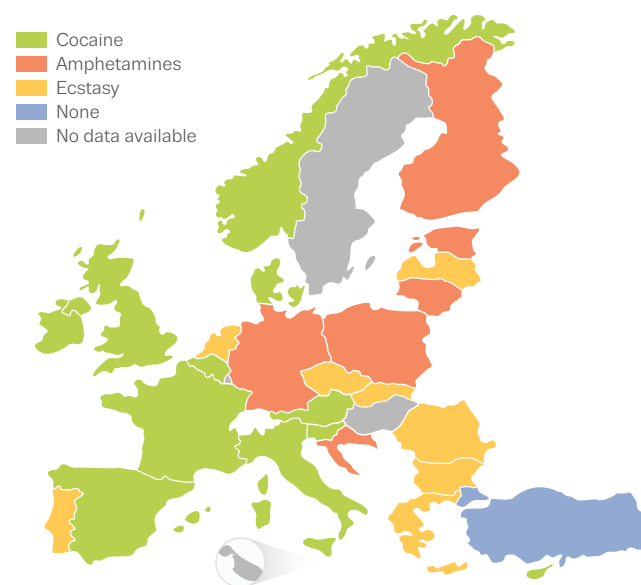 Cocaine
Amphetamines
Ecstasy
None
No data available